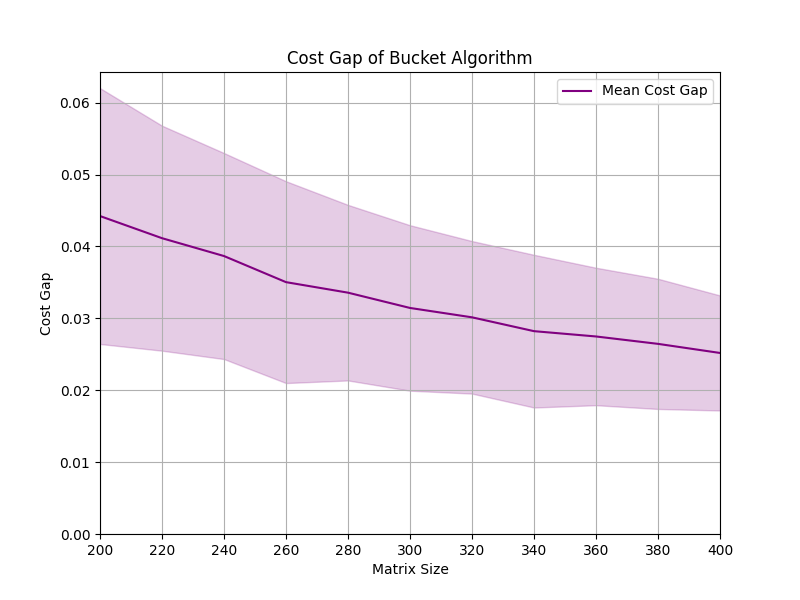 Cost Gap of Bucket Algorithm
Mean Cost Gap
0.06
0.05
0.04
0.03
0.02
0.01
0.00
Cost Gap
200 220 240 260 280 300 320 340 360 380 400
Matrix Size